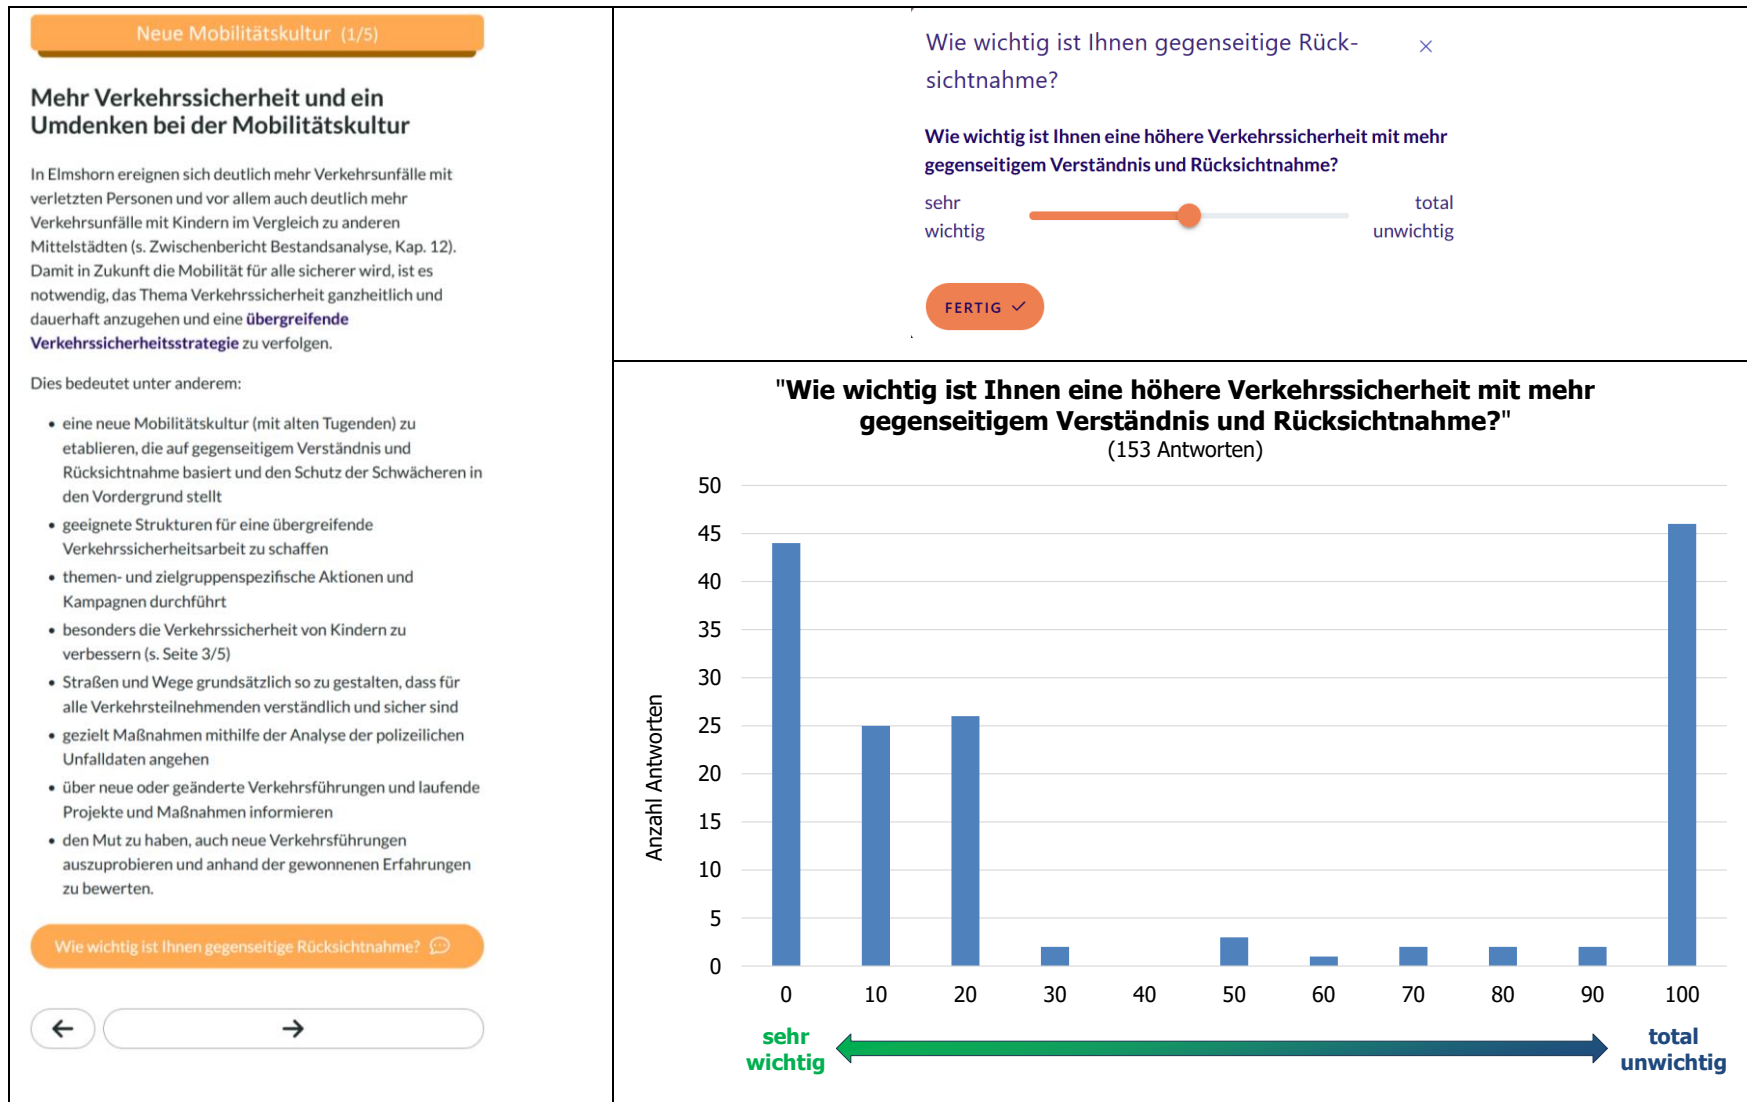 Neue Mobilitätskultur (1/5)
Mehr Verkehrssicherheit und ein
Umdenken bei der Mobilitätskultur
In Elmshorn ereignen sich deutlich mehr Verkehrsunfälle mit
verletzten Personen und vor allem auch deutlich mehr
Verkehrsunfälle mit Kindern im Vergleich zu anderen
Mittelstädten (s. Zwischenbericht Bestandsanalyse, Kap. 12).
Damit in Zukunft die Mobilität für alle sicherer wird, ist es
notwendig, das Thema Verkehrssicherheit ganzheitlich und
dauerhaft anzugehen und eine übergreifende
Verkehrssicherheitsstrategie zu verfolgen.
Dies bedeutet unter anderem:
• eine neue Mobilitätskultur (mit alten Tugenden) zu
etablieren, die auf gegenseitigem Verständnis und
Rücksichtnahme basiert und den Schutz der Schwächeren in
den Vordergrund stellt
• geeignete Strukturen für eine übergreifende
Verkehrssicherheitsarbeit zu schaffen
• themen- und zielgruppenspezifische Aktionen und
Kampagnen durchführt
• besonders die Verkehrssicherheit von Kindern zu
verbessern (s. Seite 3/5)
• Straßen und Wege grundsätzlich so zu gestalten, dass für
alle Verkehrsteilnehmenden verständlich und sicher sind
• gezielt Maßnahmen mithilfe der Analyse der polizeilichen
Unfalldaten angehen
• über neue oder geänderte Verkehrsführungen und laufende
Projekte und Maßnahmen informieren
• den Mut zu haben, auch neue Verkehrsführungen
auszuprobieren und anhand der gewonnenen Erfahrungen
zu bewerten.
Wie wichtig ist Ihnen gegenseitige Rücksichtnahme?
Wie wichtig ist Ihnen gegenseitige Rück-
sichtnahme?
Wie wichtig ist Ihnen eine höhere Verkehrssicherheit mit mehr
gegenseitigem Verständnis und Rücksichtnahme?
sehr
wichtig
total
unwichtig
FERTIG
"Wie wichtig ist Ihnen eine höhere Verkehrssicherheit mit mehr
gegenseitigem Verständnis und Rücksichtnahme?"
(153 Antworten)
Anzahl Antworten
50
45
40
35
30
25
20
15
10
5
0
0 10 20 30 40 50 60 70 80 90 100
sehr
wichtig
total
unwichtig